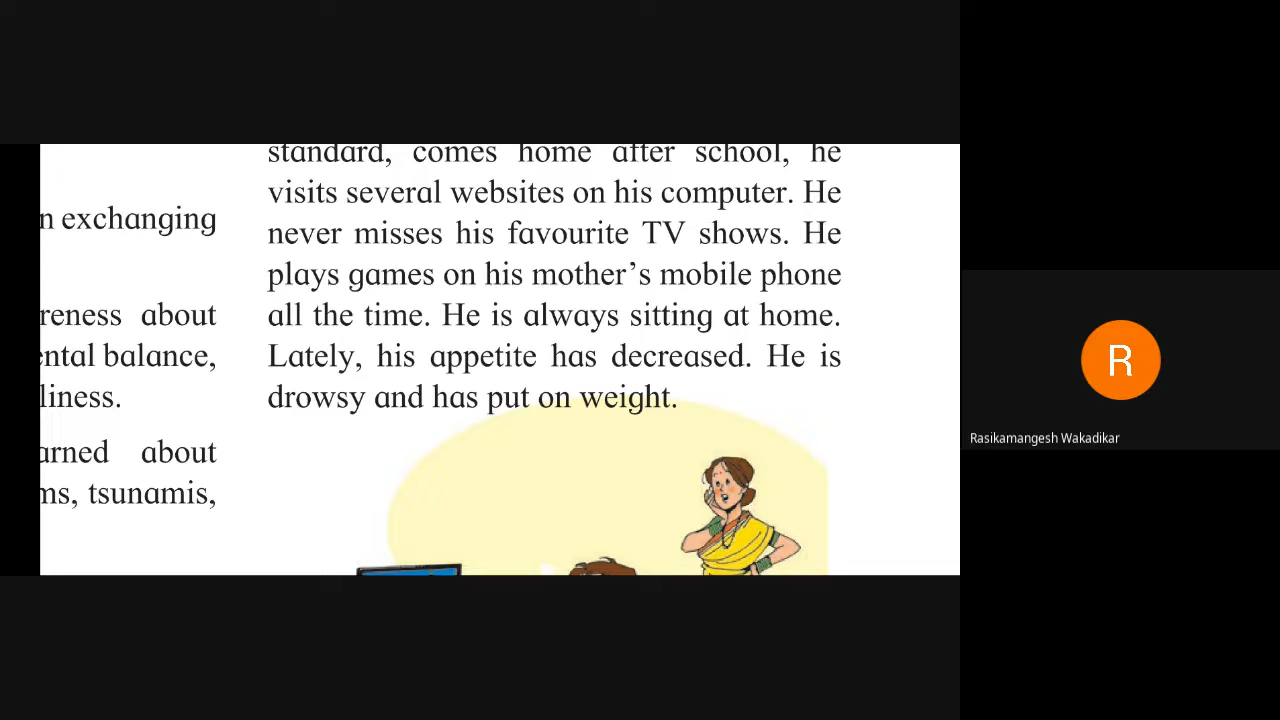 n exchanging
reness about
ental balance,
liness.
arned about
ms, tsunamis,
standard, comes home after school, he
visits several websites on his computer. He
never misses his favourite TV shows. He
plays games on his mother’s mobile phone
all the time. He is always sitting at home.
Lately, his appetite has decreased. He is
drowsy and has put on weight.
R
Rasikamangesh Wakadikar